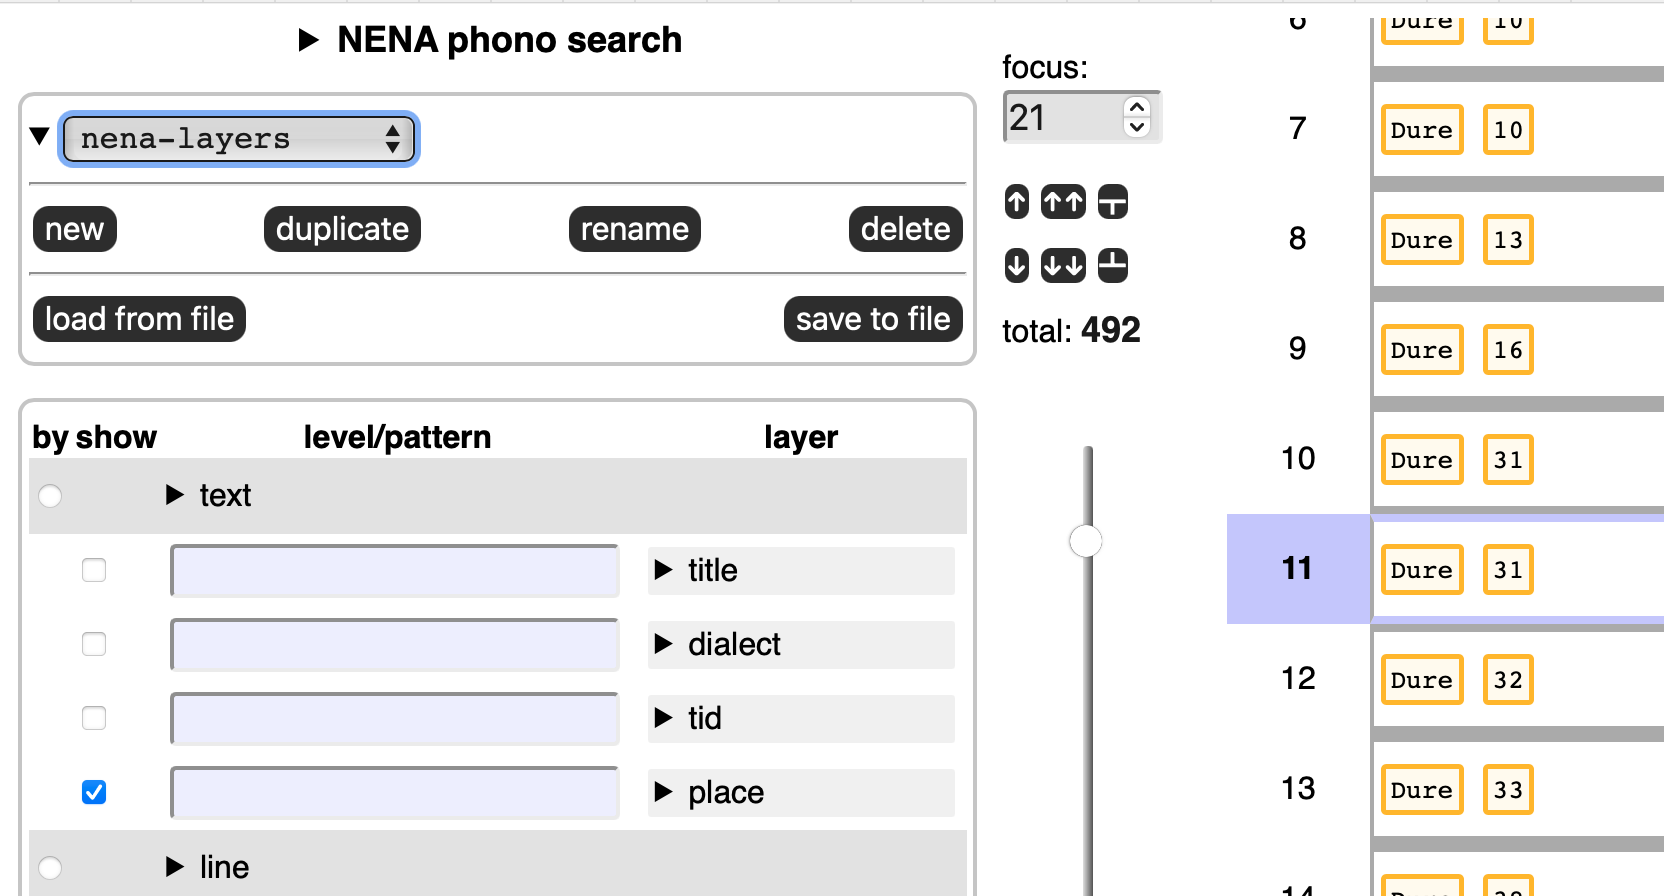 NENA phono search
nena-layers
new duplicate rename delete
load from file save to file
by show level/pattern layer
text
title
dialect
tid
place
line
focus:
21
total: 492
6 Dure 10
7 Dure 10
8 Dure 13
9 Dure 16
10 Dure 31
11 Dure 31
12 Dure 32
13 Dure 33
14 Dure